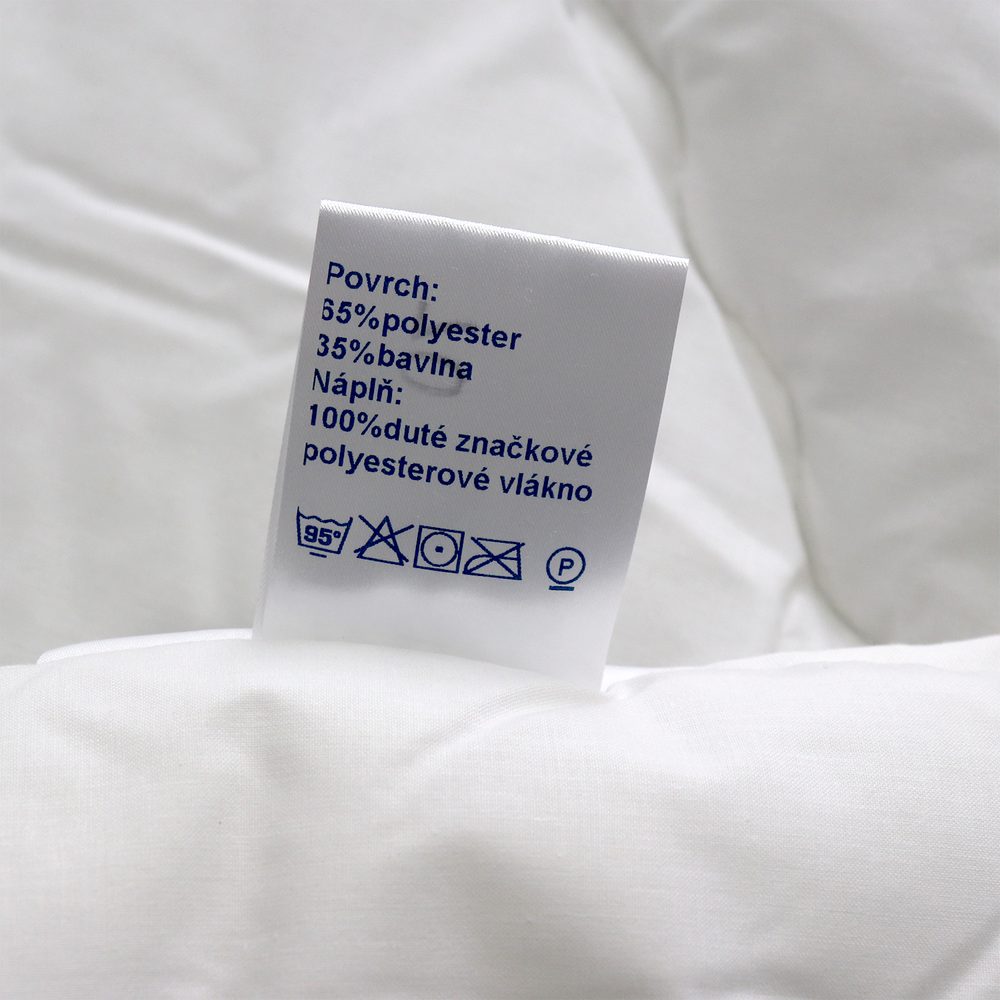 Povrch:
65%polyester
35%bavlna
Náplň:
100%duté značkové
polyesterové vlákno
95°
P